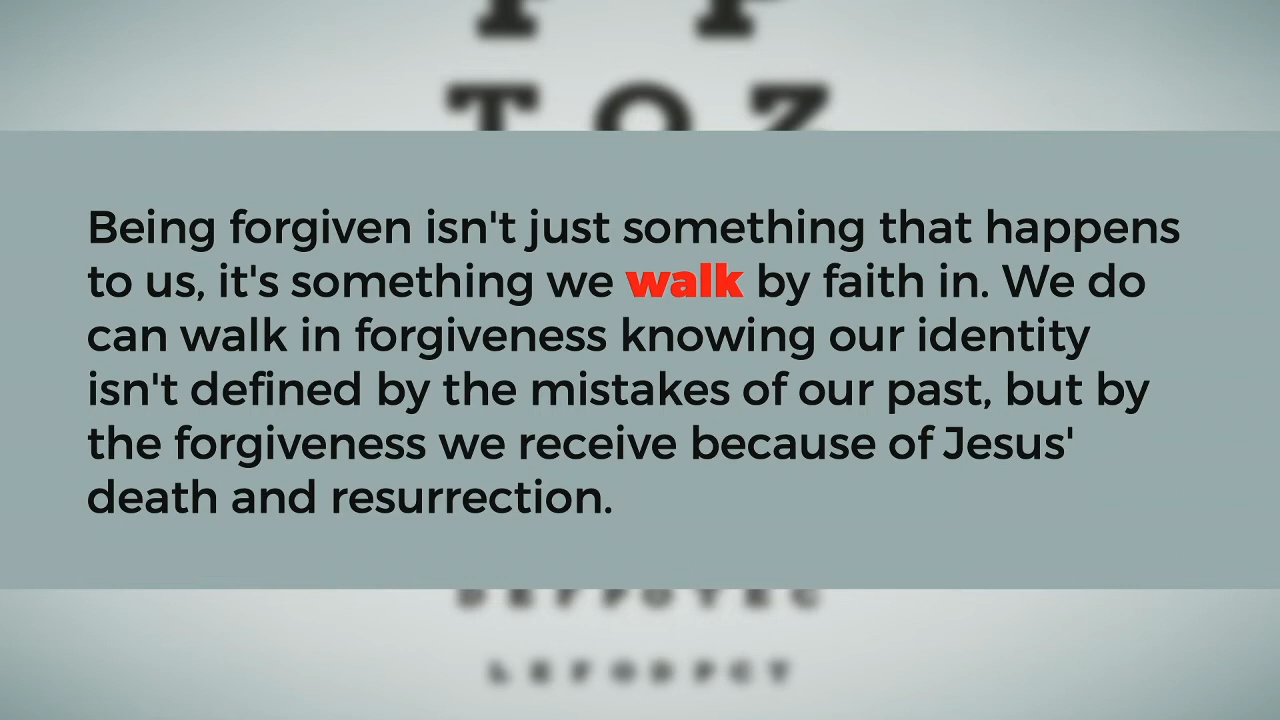 T O Z
Being forgiven isn't just something that happens
to us, it's something we walk by faith in. We do
can walk in forgiveness knowing our identity
isn't defined by the mistakes of our past, but by
the forgiveness we receive because of Jesus'
death and resurrection.